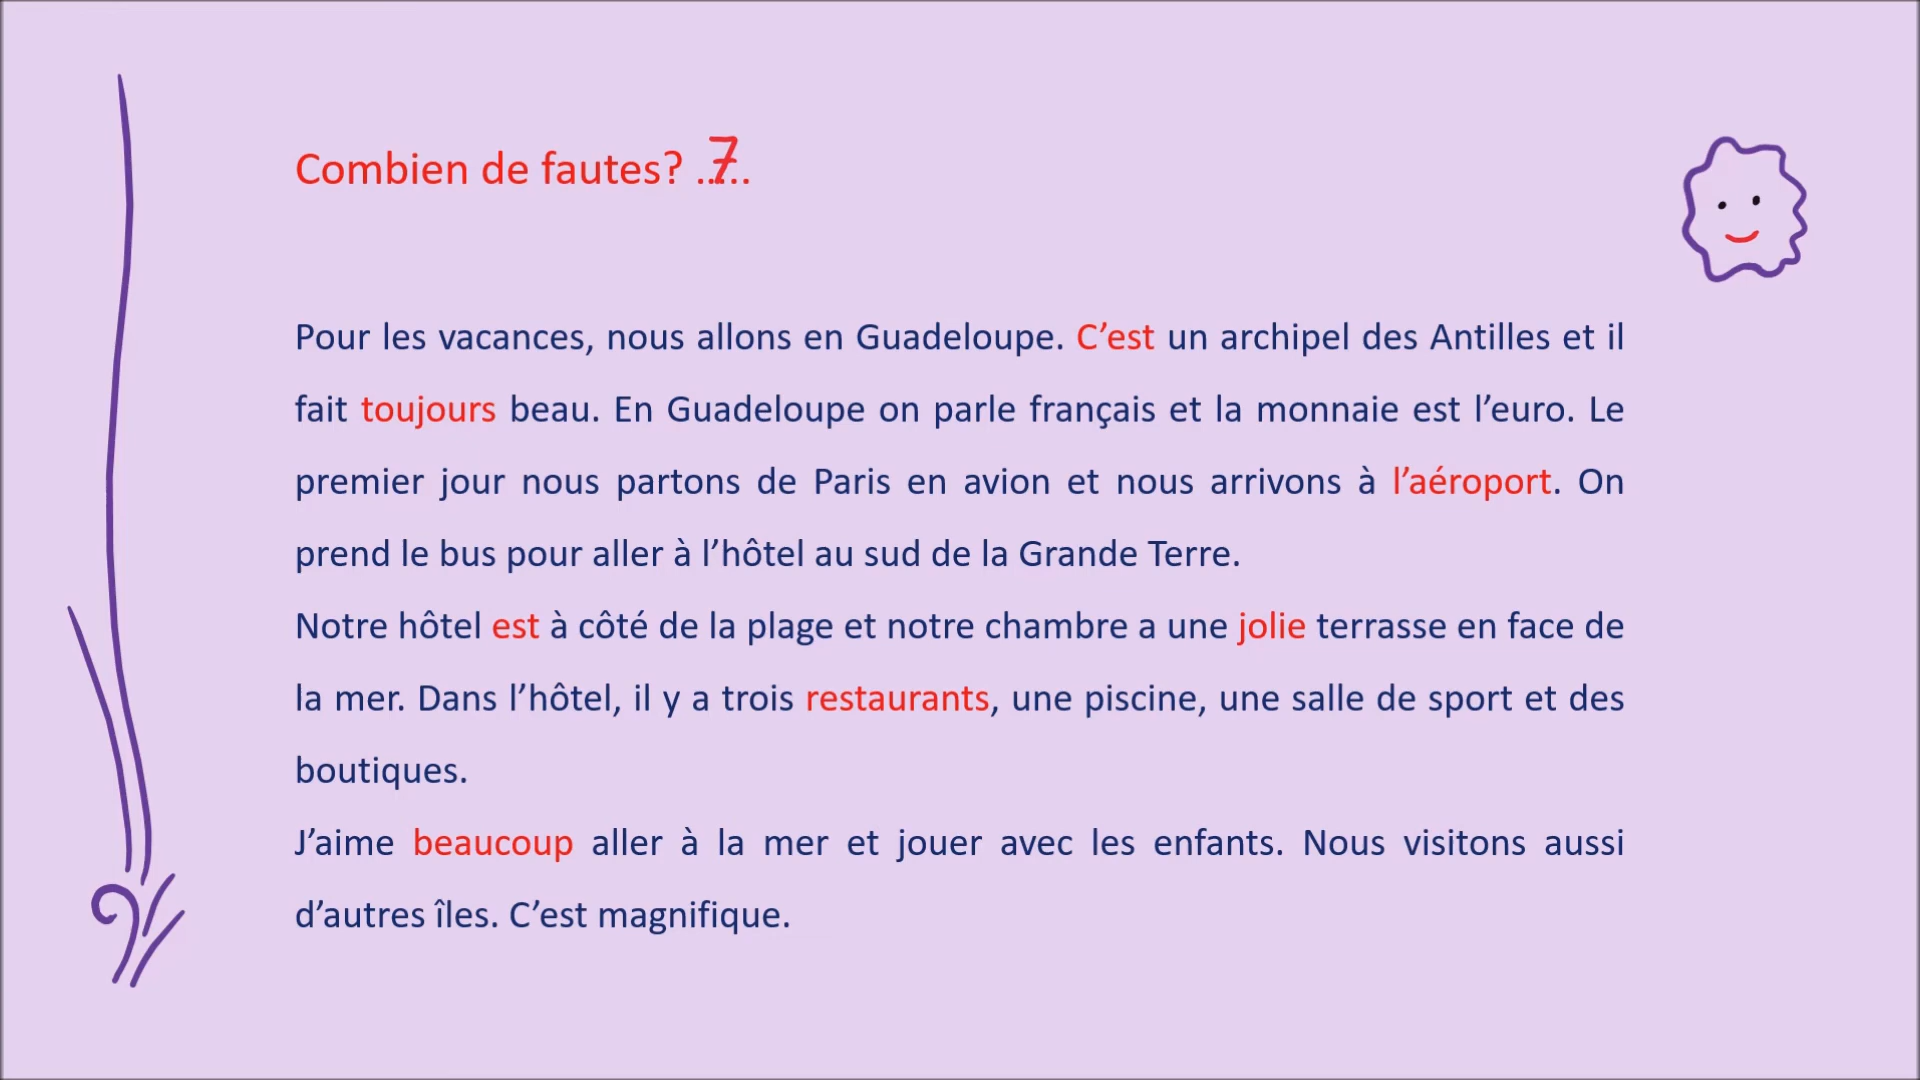 Combien de fautes? ..7..
Pour les vacances, nous allons en Guadeloupe. C’est un archipel des Antilles et il
fait toujours beau. En Guadeloupe on parle français et la monnaie est l’euro. Le
premier jour nous partons de Paris en avion et nous arrivons à l’aéroport. On
prend le bus pour aller à l’hôtel au sud de la Grande Terre.
Notre hôtel est à côté de la plage et notre chambre a une jolie terrasse en face de
la mer. Dans l’hôtel, il y a trois restaurants, une piscine, une salle de sport et des
boutiques.
J’aime beaucoup aller à la mer et jouer avec les enfants. Nous visitons aussi
d’autres îles. C’est magnifique.